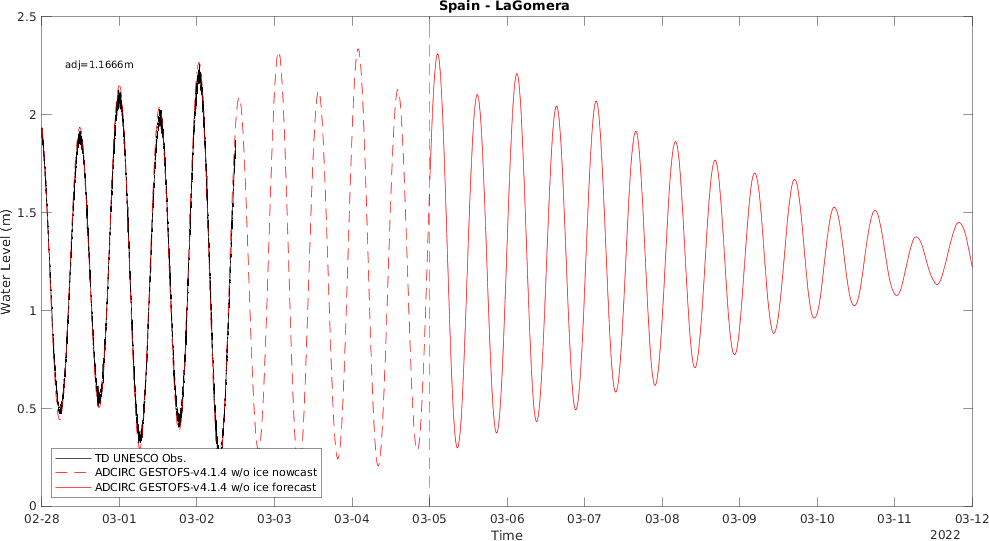 Spain - LaGomera
adj=1.1666m
Water Level (m)
2.5
2
1.5
1
0.5
0
TD UNESCO Obs.
ADCIRC GESTOFS-v4.1.4 w/o ice nowcast
ADCIRC GESTOFS-v4.1.4 w/o ice forecast
02-28 03-01 03-02 03-03 03-04 03-05 03-06 03-07 03-08 03-09 03-10 03-11 03-12
Time
2022